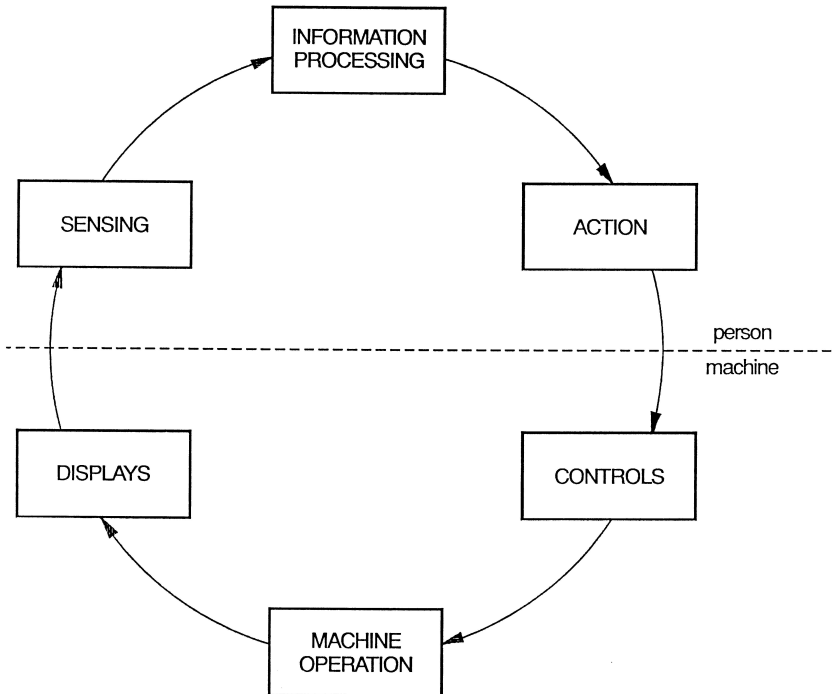 INFORMATION
PROCESSING
SENSING
ACTION
person
machine
DISPLAYS
CONTROLS
MACHINE
OPERATION